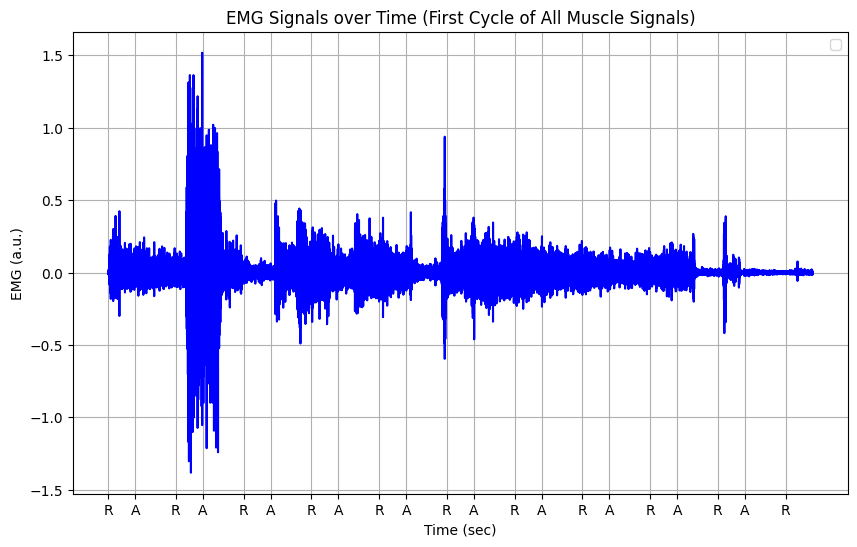 EMG Signals over Time (First Cycle of All Muscle Signals)
EMG (a.u.)
1.5
1.0
0.5
0.0
−0.5
−1.0
−1.5
R A R A R A R A R A R A R A R A R A R A R
Time (sec)